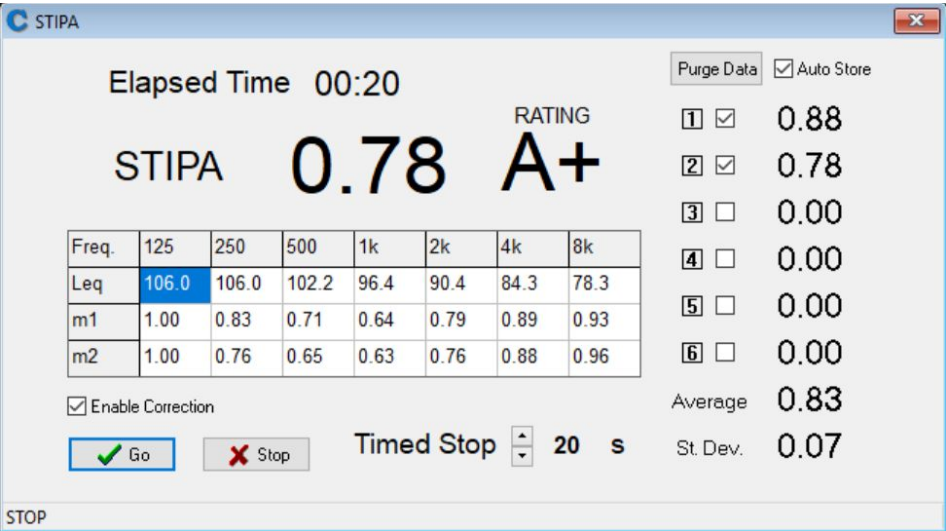 STIPA
Elapsed Time 00:20
STIPA 0.78
RATING
A+
Freq. 125 250 500 1k 2k 4k 8k
Leq 106.0 106.0 102.2 96.4 90.4 84.3 78.3
m1 1.00 0.83 0.71 0.64 0.79 0.89 0.93
m2 1.00 0.76 0.65 0.63 0.76 0.88 0.96
Enable Correction
Go Stop Timed Stop 20 s
Purge Data Auto Store
1 0.88
2 0.78
3 0.00
4 0.00
5 0.00
6 0.00
Average 0.83
St. Dev. 0.07
STOP